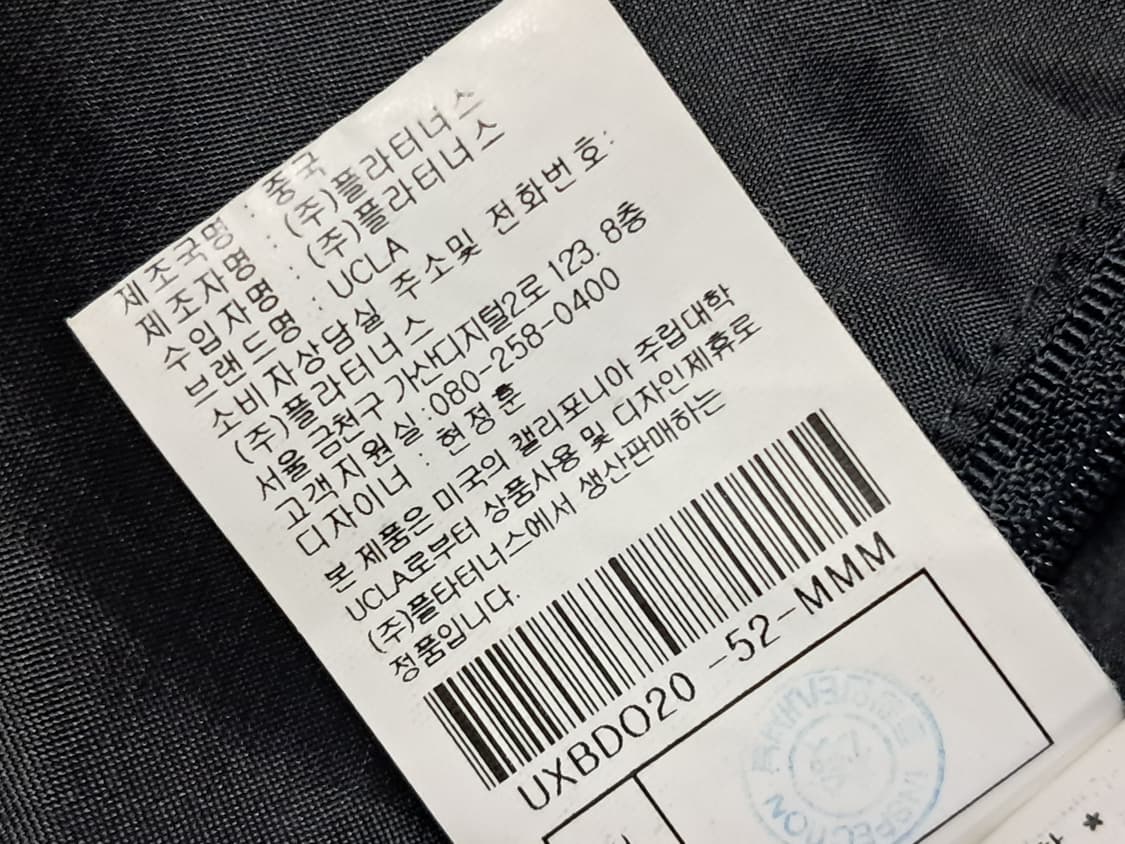 제조국명 : 중국
제조자명 : (주)플라터너스
수입자명 : (주)플라터너스
브랜드명 : UCLA
소비자상담실 주소및 전화번호:
(주)플라터너스
서울금천구 가산디지털2로 123. 8층
고객지원실:080-258-0400
디자이너 : 현정훈
본 제품은 미국의 캘리포니아 주립대학
UCLA로부터 상품사용 및 디자인제휴로
(주)플타터너스에서 생산판매하는
정품입니다.
UXBDO20 -52-MMM
INSPECTION